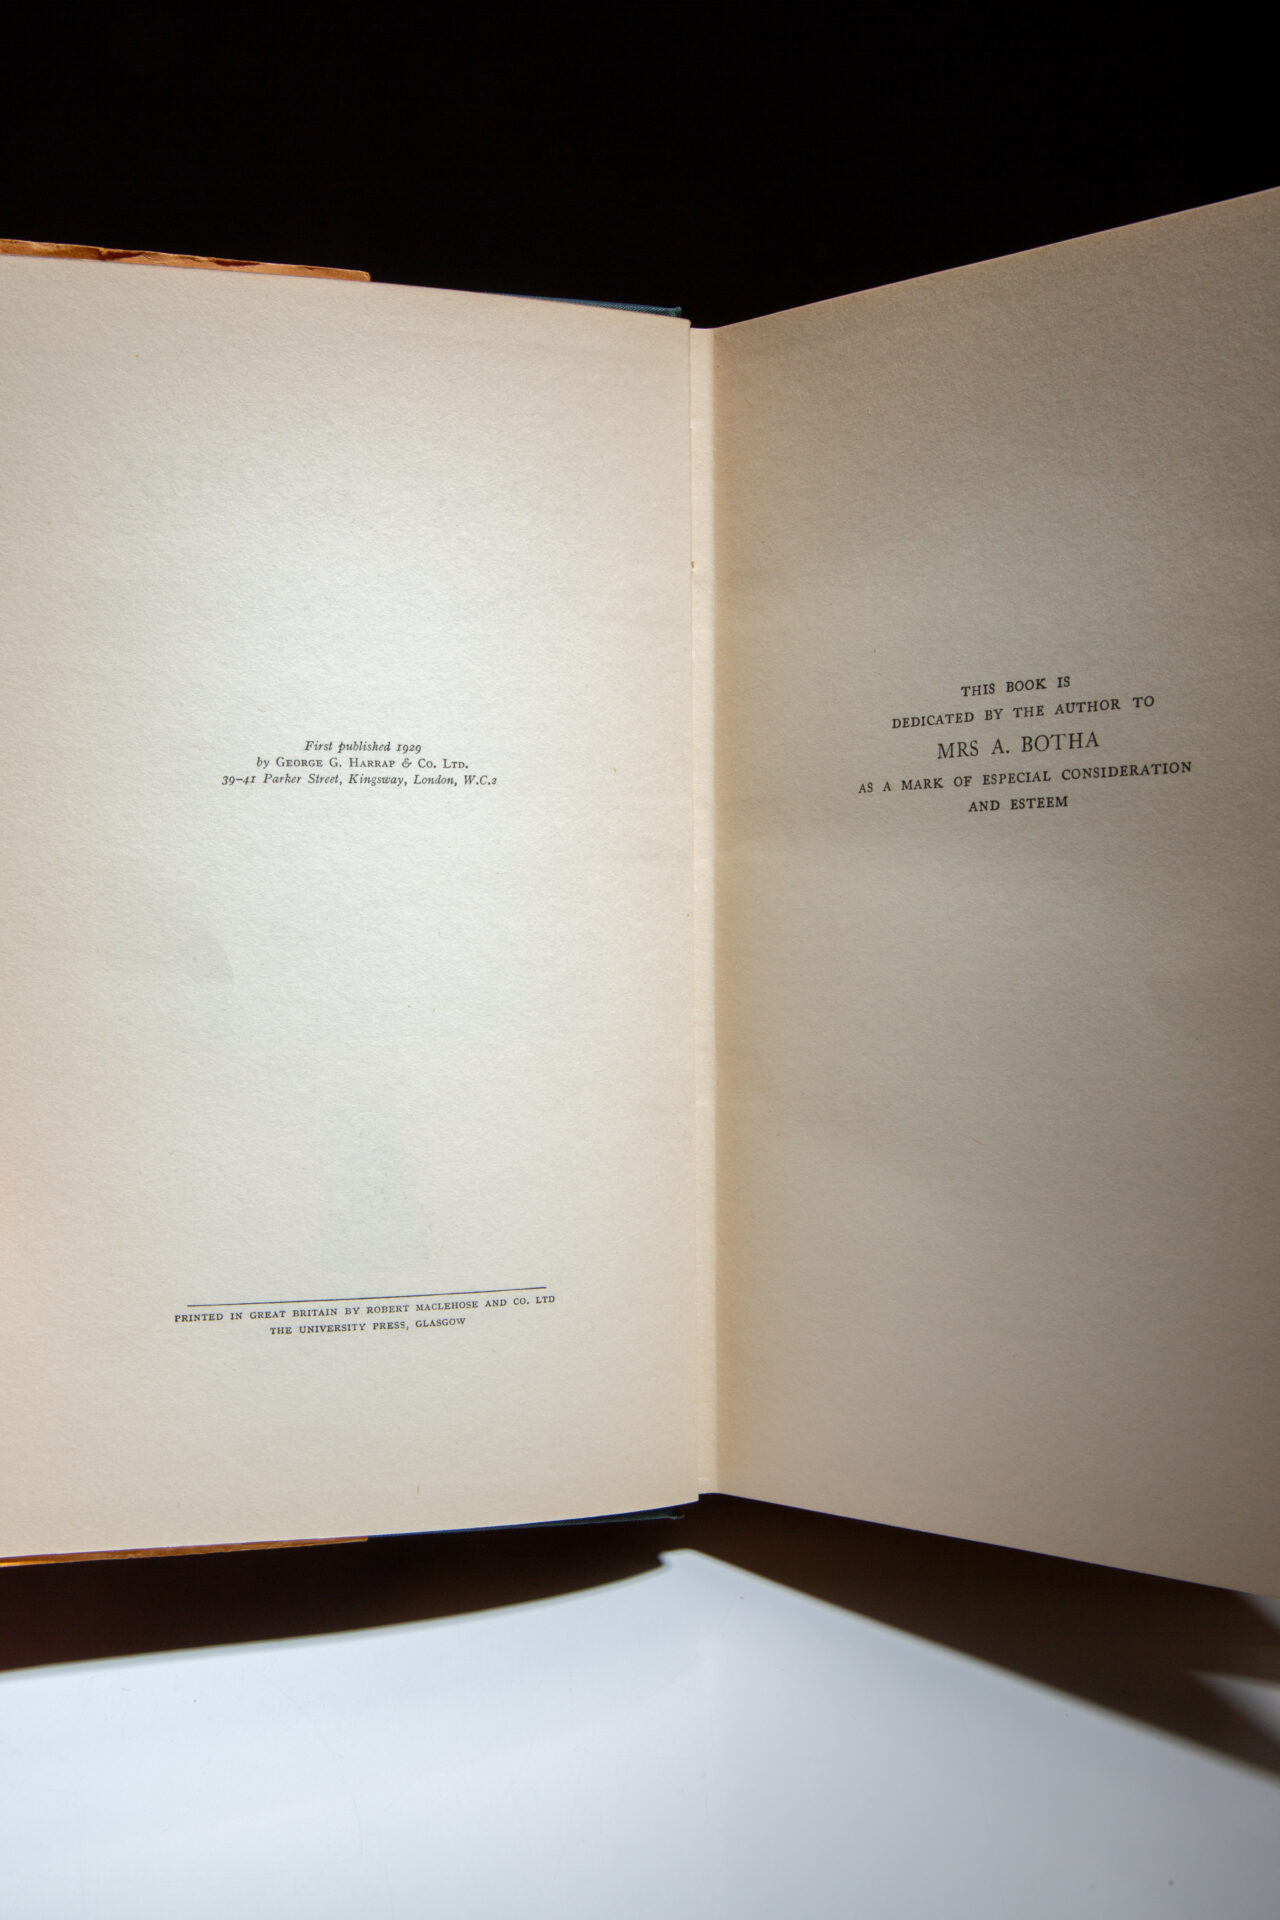 First published 1929
by GEORGE G. HARRAP & CO. LTD.
39–41 Parker Street, Kingsway, London, W.C.2
PRINTED IN GREAT BRITAIN BY ROBERT MACLEHOSE AND CO. LTD
THE UNIVERSITY PRESS, GLASGOW
THIS BOOK IS
DEDICATED BY THE AUTHOR TO
MRS A. BOTHA
AS A MARK OF ESPECIAL CONSIDERATION
AND ESTEEM